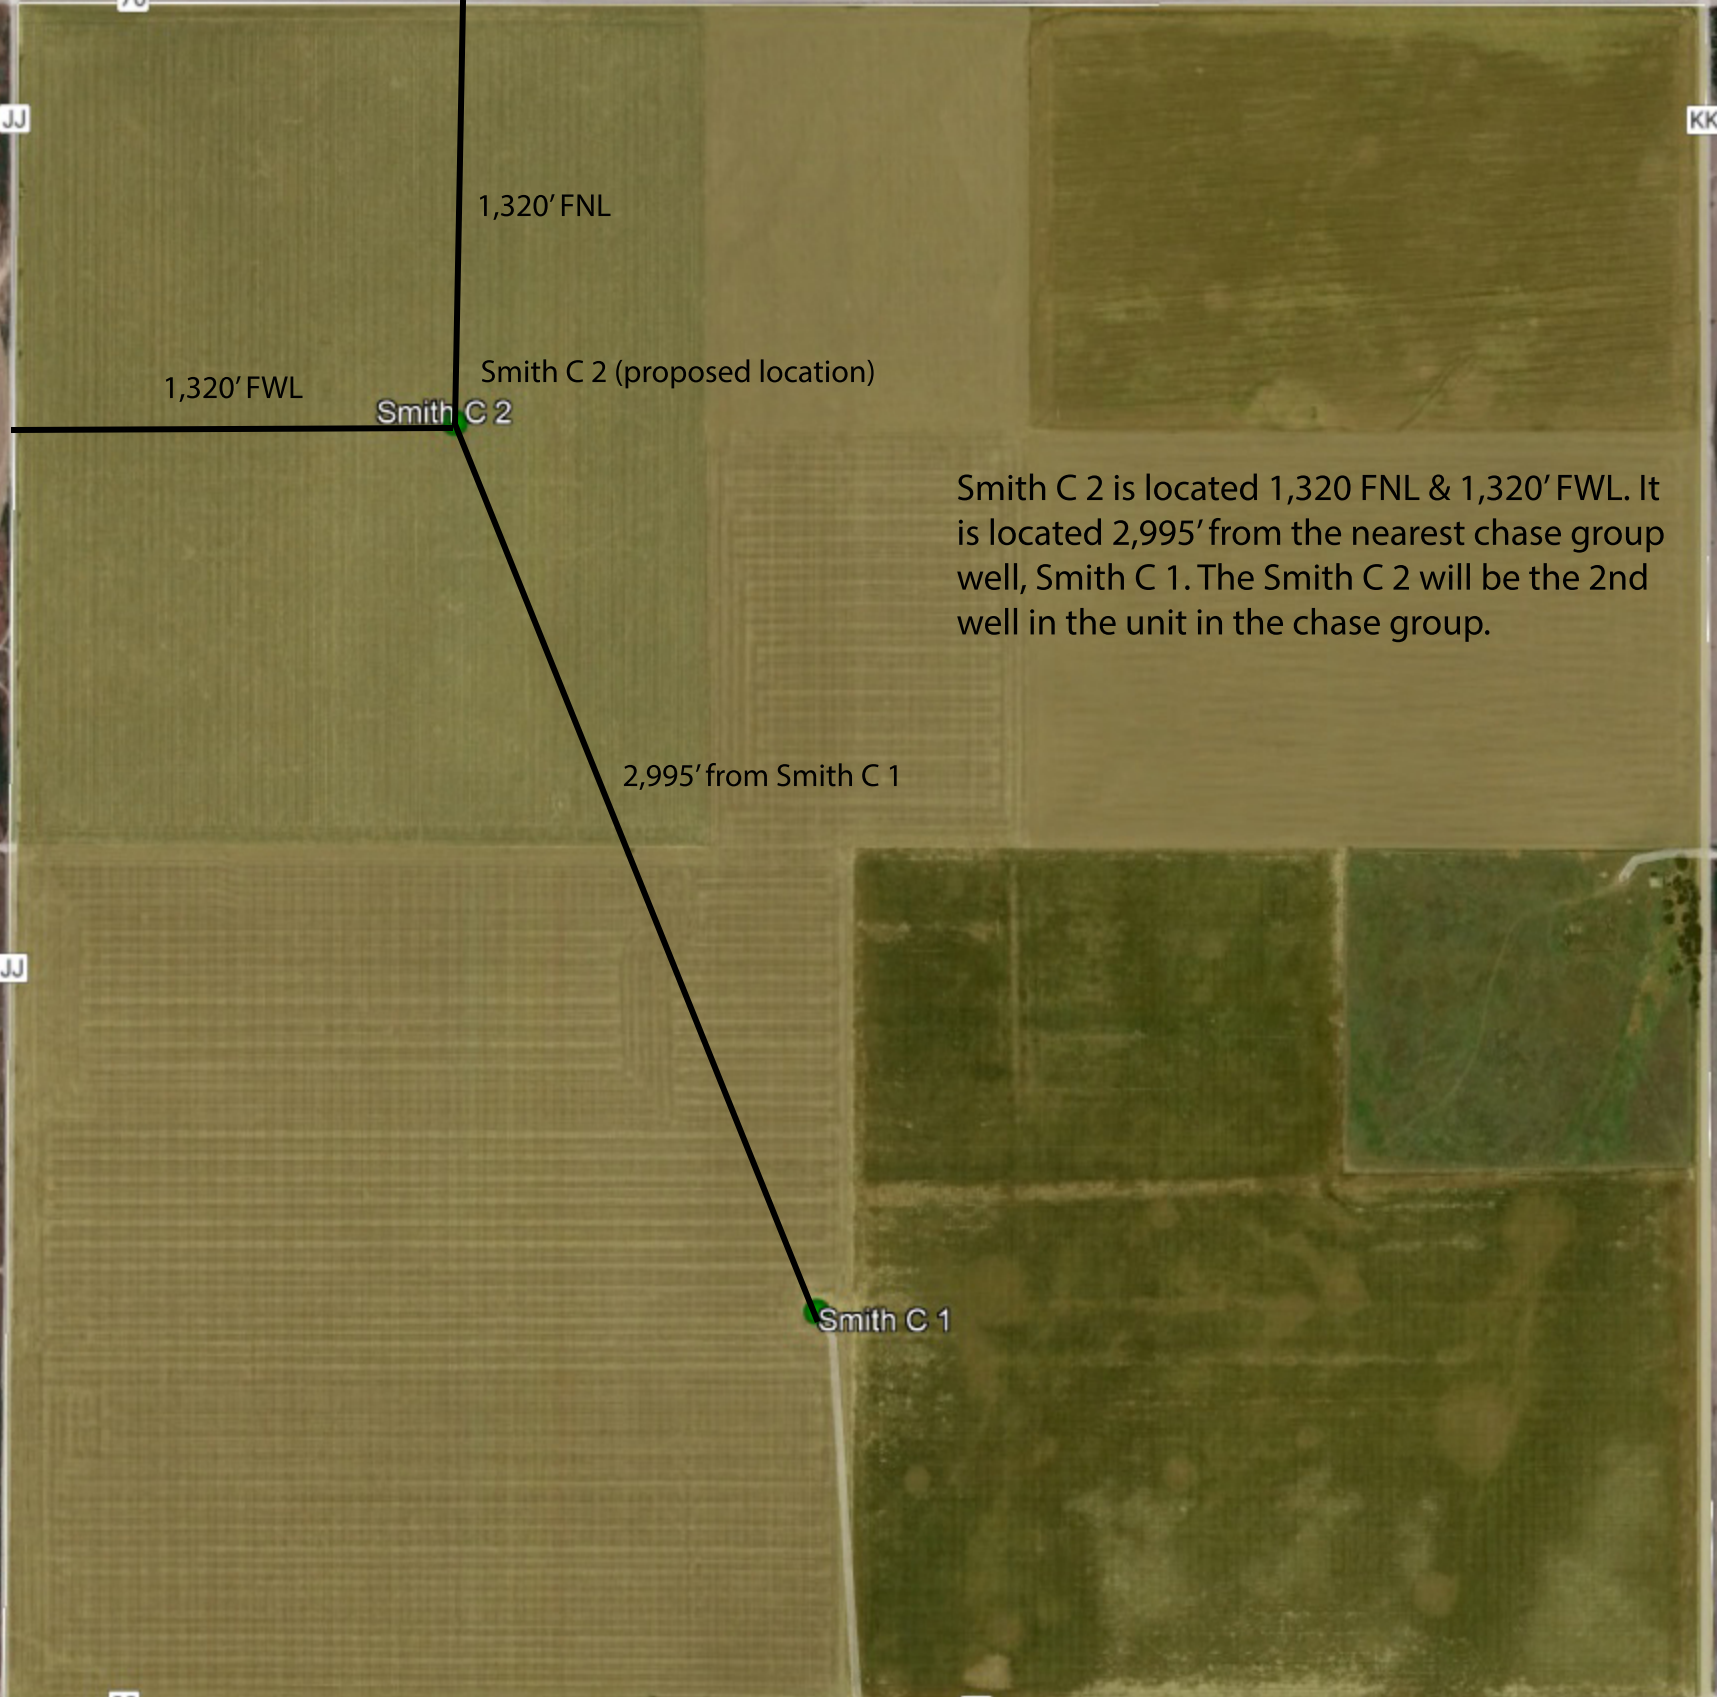 JJ
KK
1,320’ FNL
Smith C 2 (proposed location)
1,320’ FWL
Smith C 2
Smith C 2 is located 1,320 FNL & 1,320’ FWL. It
is located 2,995’ from the nearest chase group
well, Smith C 1. The Smith C 2 will be the 2nd
well in the unit in the chase group.
2,995’ from Smith C 1
JJ
Smith C 1